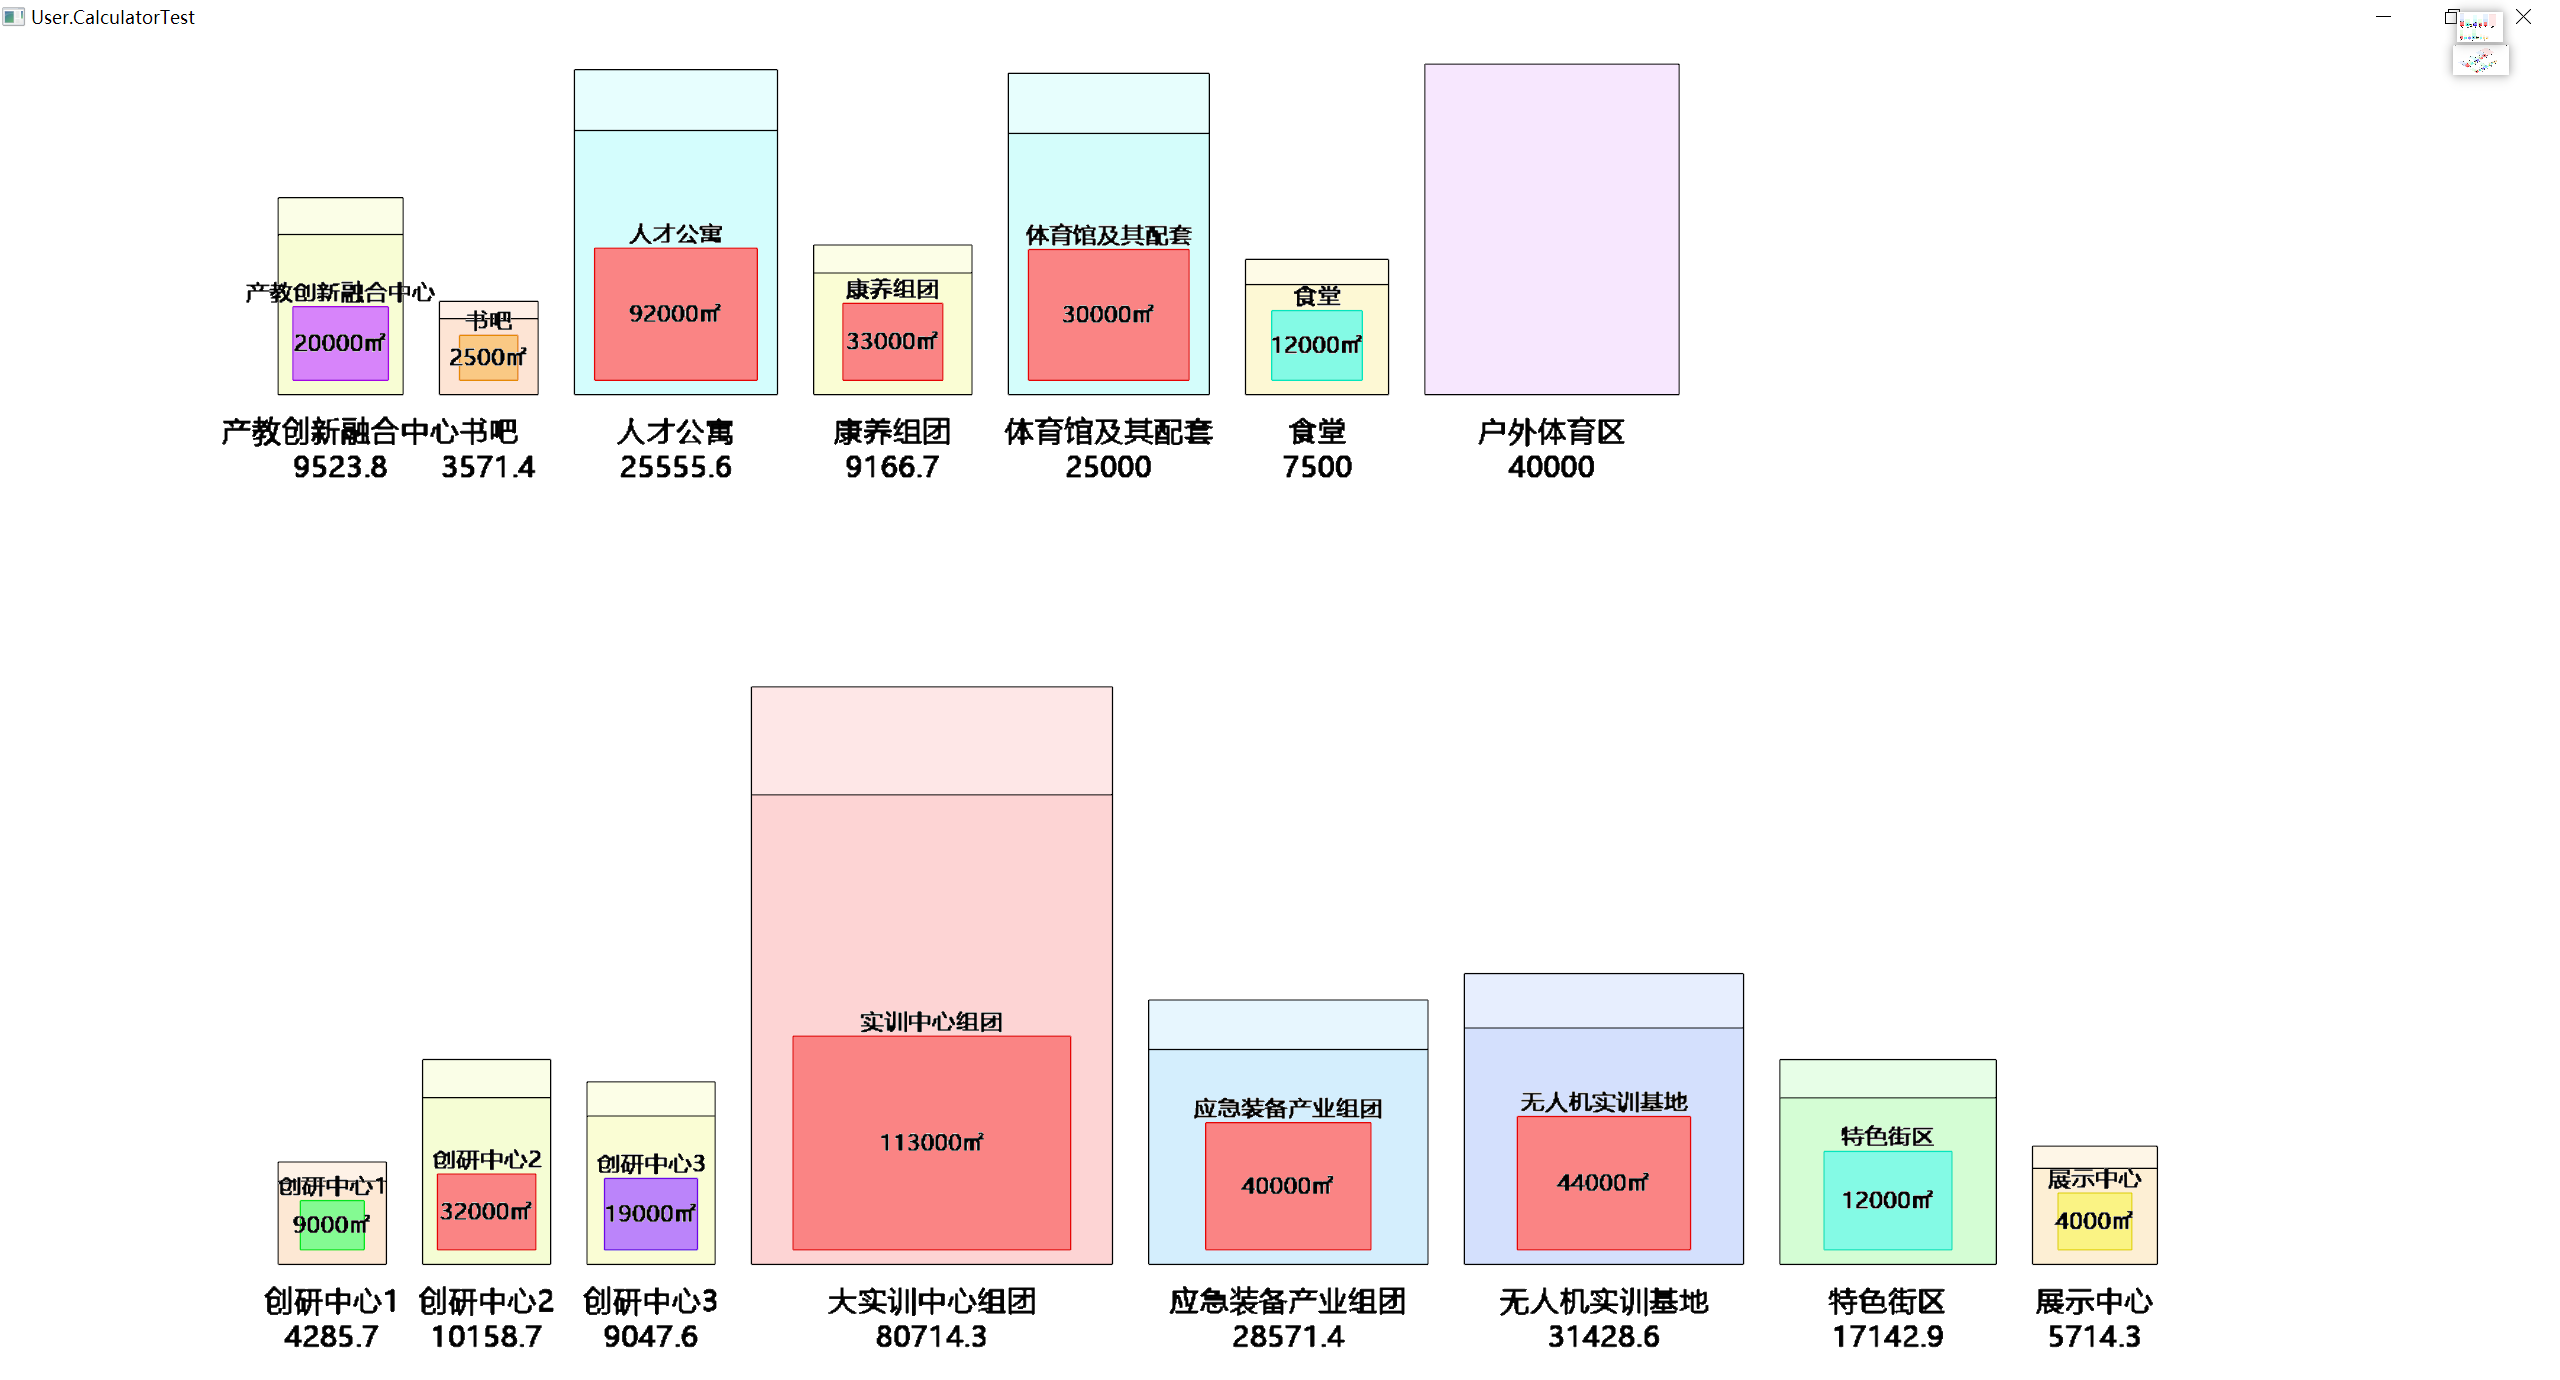 User.CalculatorTest
产教创新融合中心
20000㎡
产教创新融合中心
9523.8
书吧
2500㎡
书吧
3571.4
人才公寓
92000㎡
人才公寓
25555.6
康养组团
33000㎡
康养组团
9166.7
体育馆及其配套
30000㎡
体育馆及其配套
25000
食堂
12000㎡
食堂
7500
户外体育区
40000
创研中心1
9000㎡
创研中心1
4285.7
创研中心2
32000㎡
创研中心2
10158.7
创研中心3
19000㎡
创研中心3
9047.6
实训中心组团
113000㎡
大实训中心组团
80714.3
应急装备产业组团
40000㎡
应急装备产业组团
28571.4
无人机实训基地
44000㎡
无人机实训基地
31428.6
特色街区
12000㎡
特色街区
17142.9
展示中心
4000㎡
展示中心
5714.3